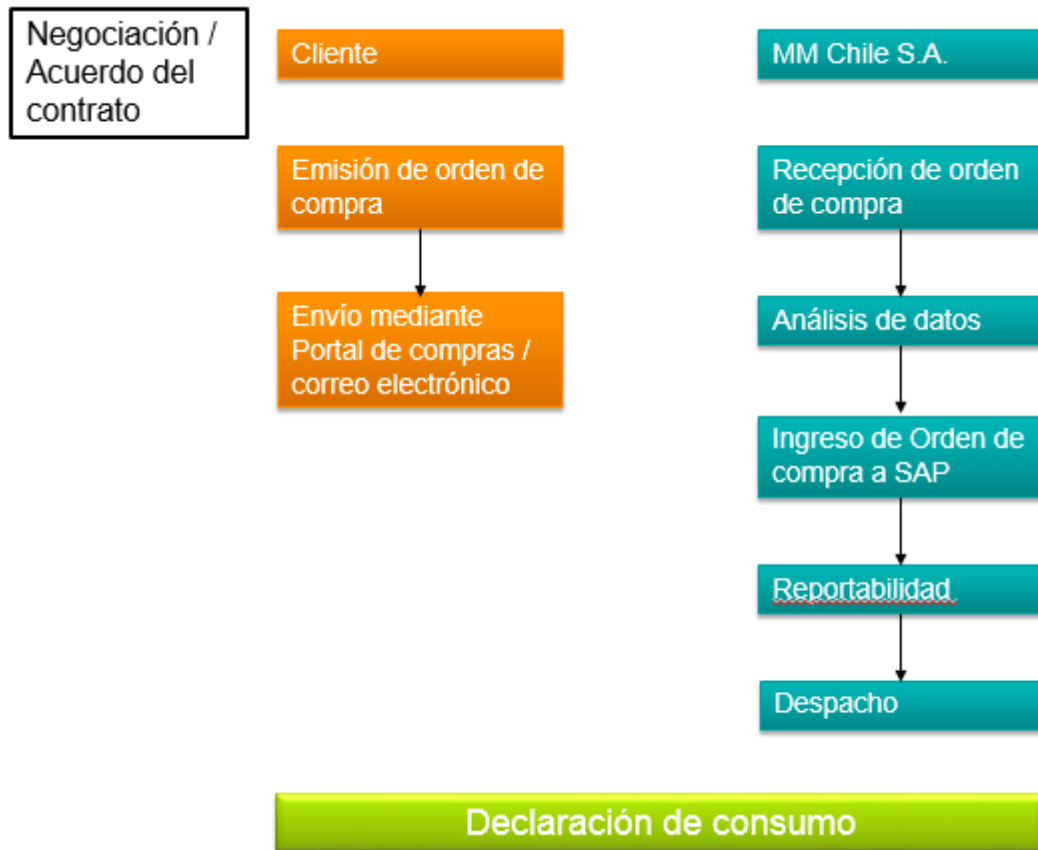 Negociación /
Acuerdo del
contrato
Cliente
MM Chile S.A.
Emisión de orden de
compra
Recepción de orden
de compra
Envío mediante
Portal de compras /
correo electrónico
Análisis de datos
Ingreso de Orden de
compra a SAP
Reportabilidad
Despacho
Declaración de consumo